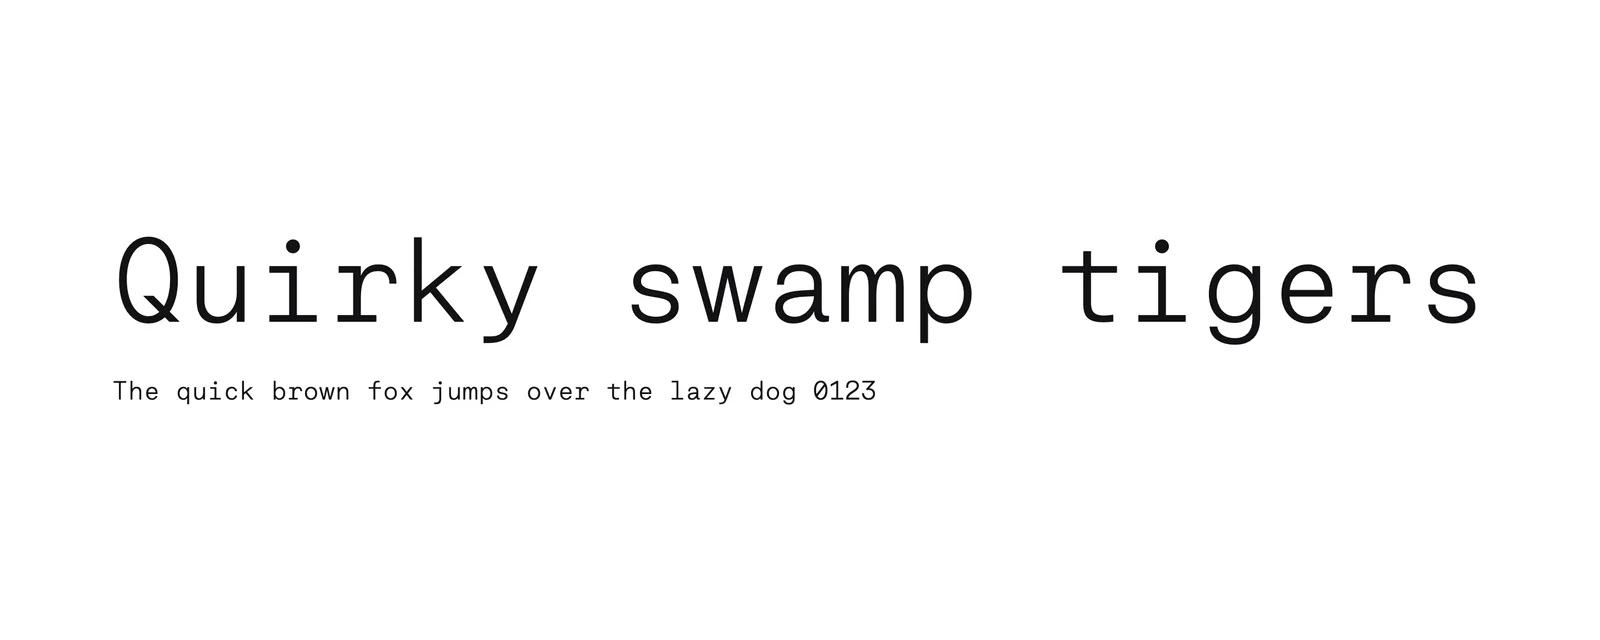 Quirky swamp tigers
The quick brown fox jumps over the lazy dog 0123